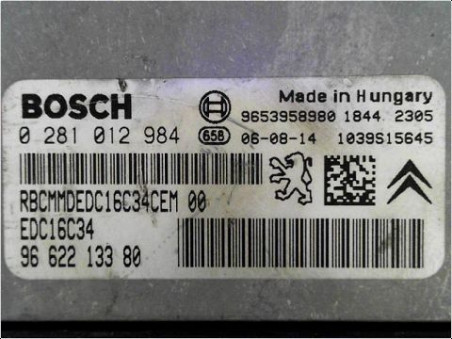 BOSCH
Made in Hungary
9653958980 1844 2305
0 281 012 984
658
06-08-14 1039S15645
RBCMMDEDC16C34CEM 00
EDC16C34
96 622 133 80